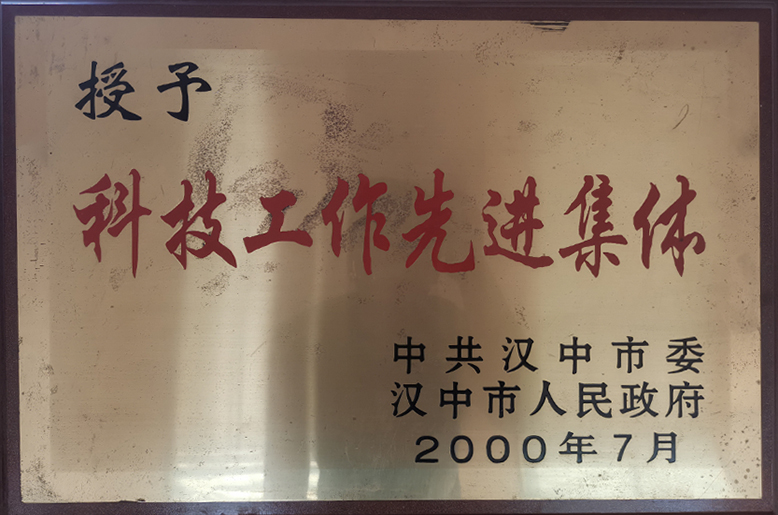 授予
科技工作先进集体
中共汉中市委
汉中市人民政府
2000年7月